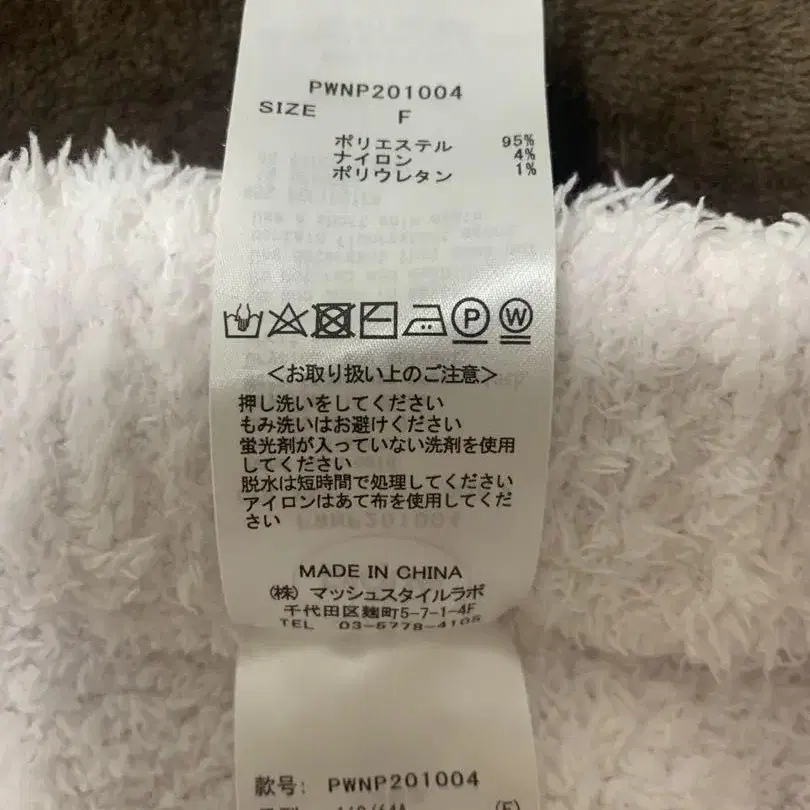 PWNP201004
SIZE F
ポリエステル 95%
ナイロン 4%
ポリウレタン 1%
P W
<お取り扱い上のご注意>
押し洗いをしてください
もみ洗いはお避けください
蛍光剤が入っていない洗剤を使用
してください
脱水は短時間で処理してください
アイロンはあて布を使用してくだ
さい
MADE IN CHINA
(株) マッシュスタイルラボ
千代田区麹町5-7-1-4F
TEL 03-5778-4105
款号: PWNP201004
160/64A (F)